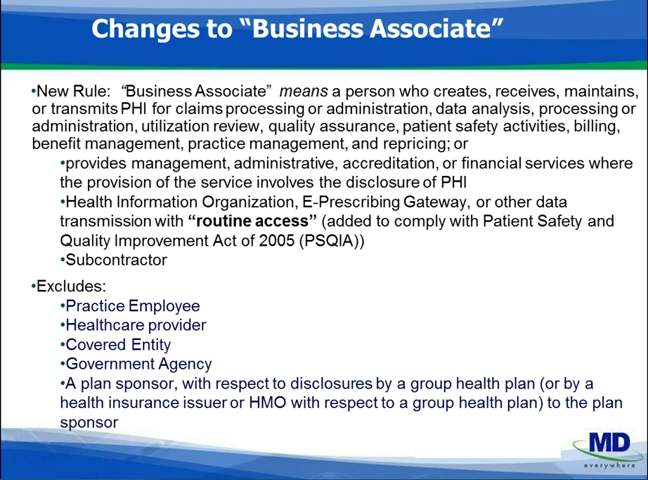 Changes to “Business Associate”
•New Rule:  “Business Associate”  means a person who creates, receives, maintains,
or transmits PHI for claims processing or administration, data analysis, processing or
administration, utilization review, quality assurance, patient safety activities, billing,
benefit management, practice management, and repricing; or
•provides management, administrative, accreditation, or financial services where
the provision of the service involves the disclosure of PHI
•Health Information Organization, E-Prescribing Gateway, or other data
transmission with “routine access” (added to comply with Patient Safety and
Quality Improvement Act of 2005 (PSQIA))
•Subcontractor
•Excludes:
•Practice Employee
•Healthcare provider
•Covered Entity
•Government Agency
•A plan sponsor, with respect to disclosures by a group health plan (or by a
health insurance issuer or HMO with respect to a group health plan) to the plan
sponsor
MD
everywhere